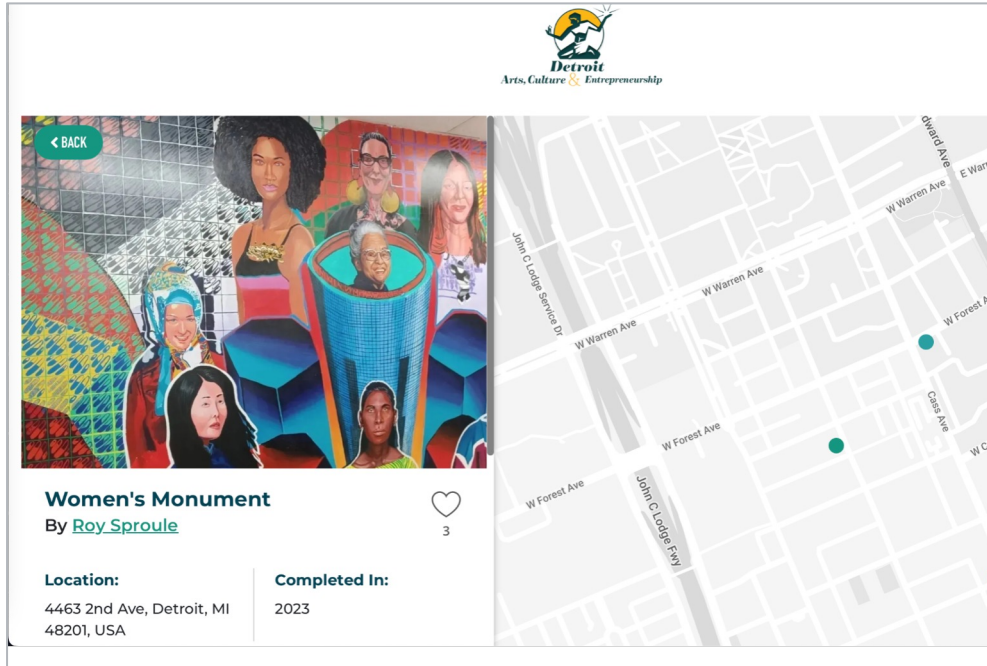 Detroit
Arts, Culture & Entrepreneurship
BACK
Women's Monument
By Roy Sproule
3
Location:
4463 2nd Ave, Detroit, MI
48201, USA
Completed In:
2023
dward Ave
E War
W Warren Ave
W Warren Ave
W Warren Ave
John C Lodge Service Dr
W Forest A
Cass Ave
W C
W Forest Ave
W Forest Ave
John C Lodge Fwy